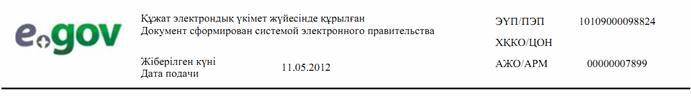 e.gov
Құжат электрондық үкімет жүйесінде құрылған
Документ сформирован системой электронного правительства
Жіберілген күні
Дата подачи
11.05.2012
ЭҮП/ПЭП 10109000098824
ХҚКО/ЦОН
АЖО/АРМ 00000007899